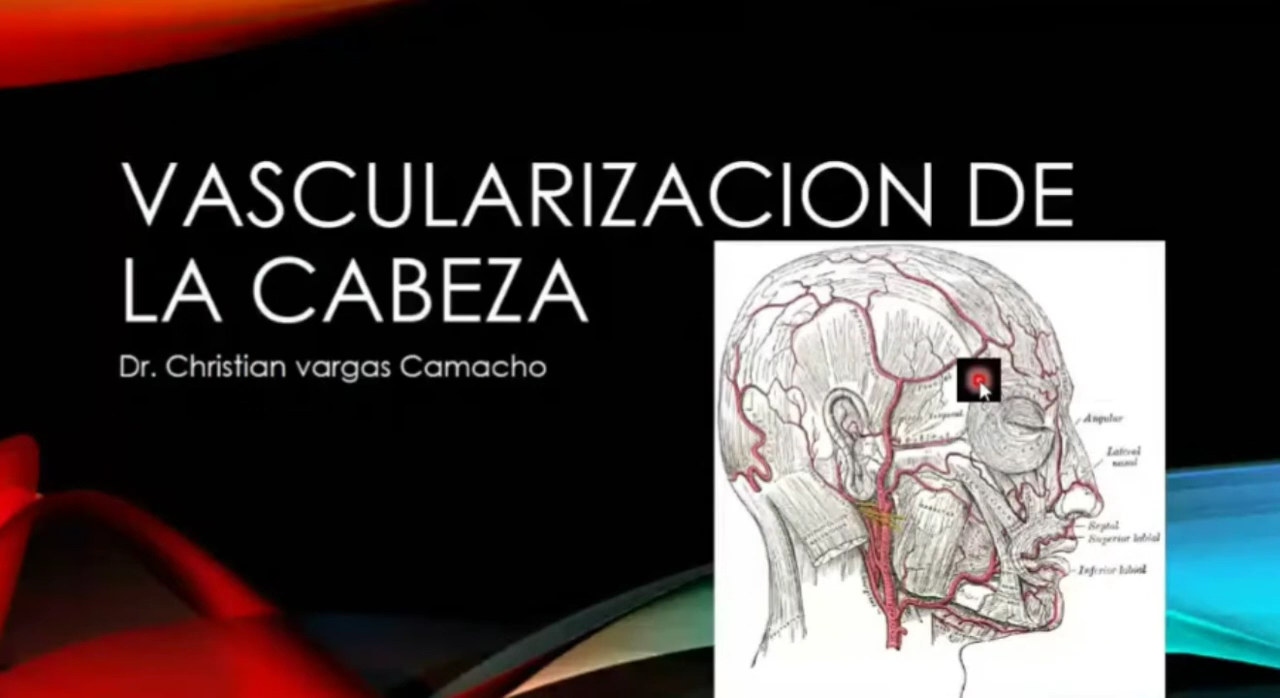 VASCULARIZACION DE
LA CABEZA
Dr. Christian vargas Camacho
Angular
Lateral
nasal
Septal
Superior labial
Inferior labial